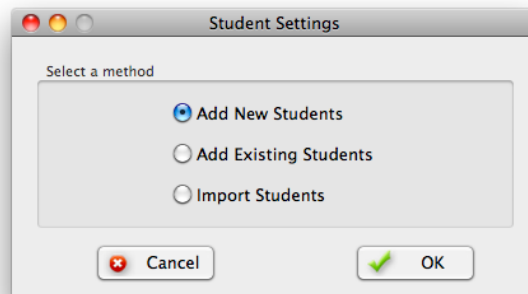 Student Settings
Select a method
Add New Students
Add Existing Students
Import Students
Cancel OK